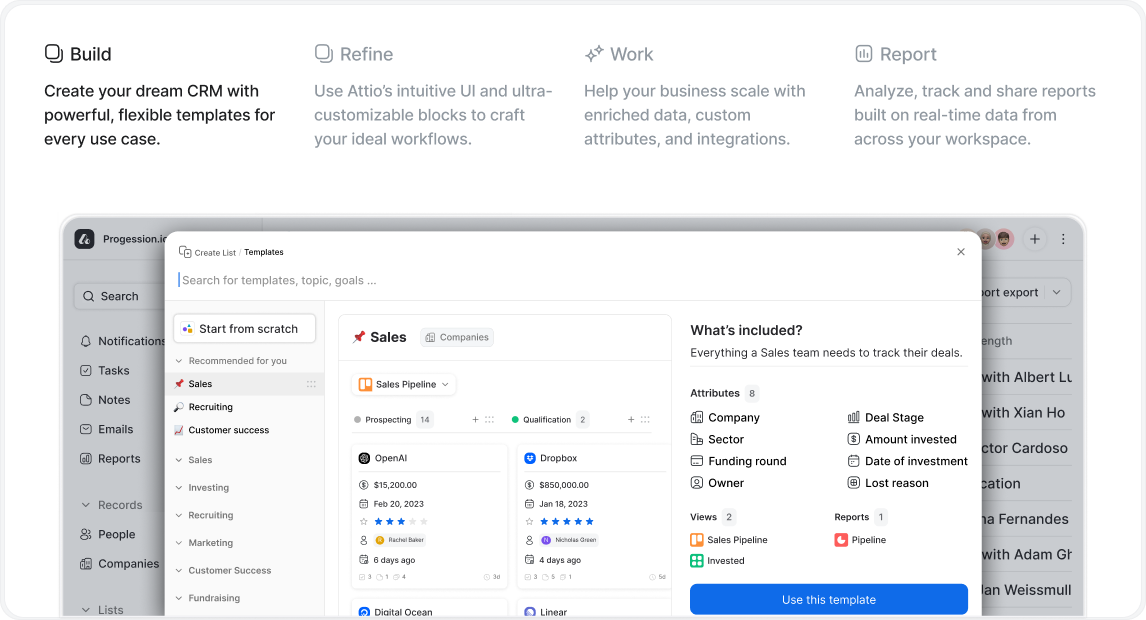 Build
Create your dream CRM with
powerful, flexible templates for
every use case.
Refine
Use Attio’s intuitive UI and ultra-
customizable blocks to craft
your ideal workflows.
Work
Help your business scale with
enriched data, custom
attributes, and integrations.
Report
Analyze, track and share reports
built on real-time data from
across your workspace.
Progession.io
Search
Notifications
Tasks
Notes
Emails
Reports
Records
People
Companies
Lists
Create List / Templates
Search for templates, topic, goals ...
Start from scratch
Recommended for you
Sales
Recruiting
Customer success
Sales
Investing
Recruiting
Marketing
Customer Success
Fundraising
Sales
Companies
Sales Pipeline
Prospecting 14
OpenAI
$15,200.00
Feb 20, 2023
Rachel Baker
6 days ago
3 1 4 3d
Digital Ocean
Qualification 2
Dropbox
$850,000.00
Jan 18, 2023
Nicholas Green
4 days ago
3 5 1 5d
Linear
What’s included?
Everything a Sales team needs to track their deals.
Attributes 8
Company
Sector
Funding round
Owner
Deal Stage
Amount invested
Date of investment
Lost reason
Views 2
Sales Pipeline
Invested
Reports 1
Pipeline
Use this template
port export
ength
with Albert Lu
with Xian Ho
ctor Cardoso
cation
na Fernandes
with Adam Gh
an Weissmull